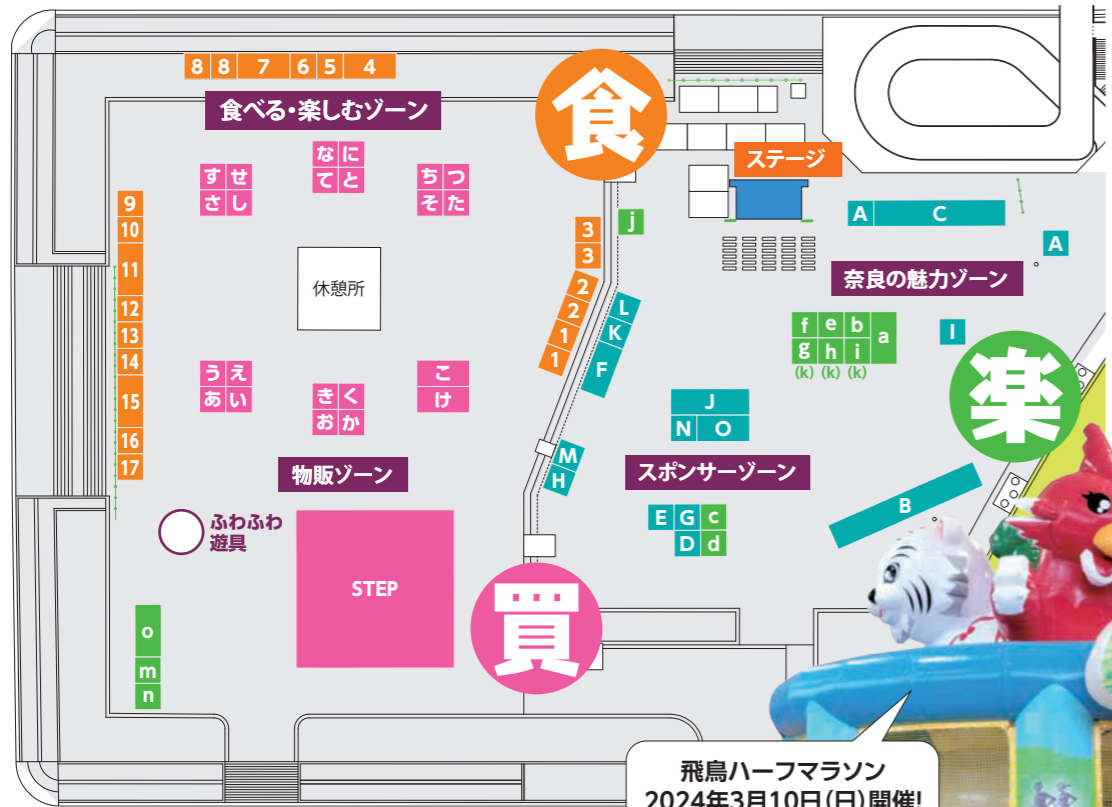 8 8 7 6 5 4
食べる・楽しむゾーン
食
ステージ
な に
て と
す せ
さ し
ち つ
そ た
9
10
11
12
13
14
15
16
17
休憩所
j
3
3
2
2
1
1
L
K
F
M
H
A C
A
奈良の魅力ゾーン
f e b a
g h i
(k) (k) (k)
I
楽
う え
あ い
き く
お か
こ
け
J
N O
物販ゾーン
スポンサーゾーン
B
E G c
D d
ふわふわ
遊具
STEP
買
o
m
n
飛鳥ハーフマラソン
2024年3月10日(日)開催!